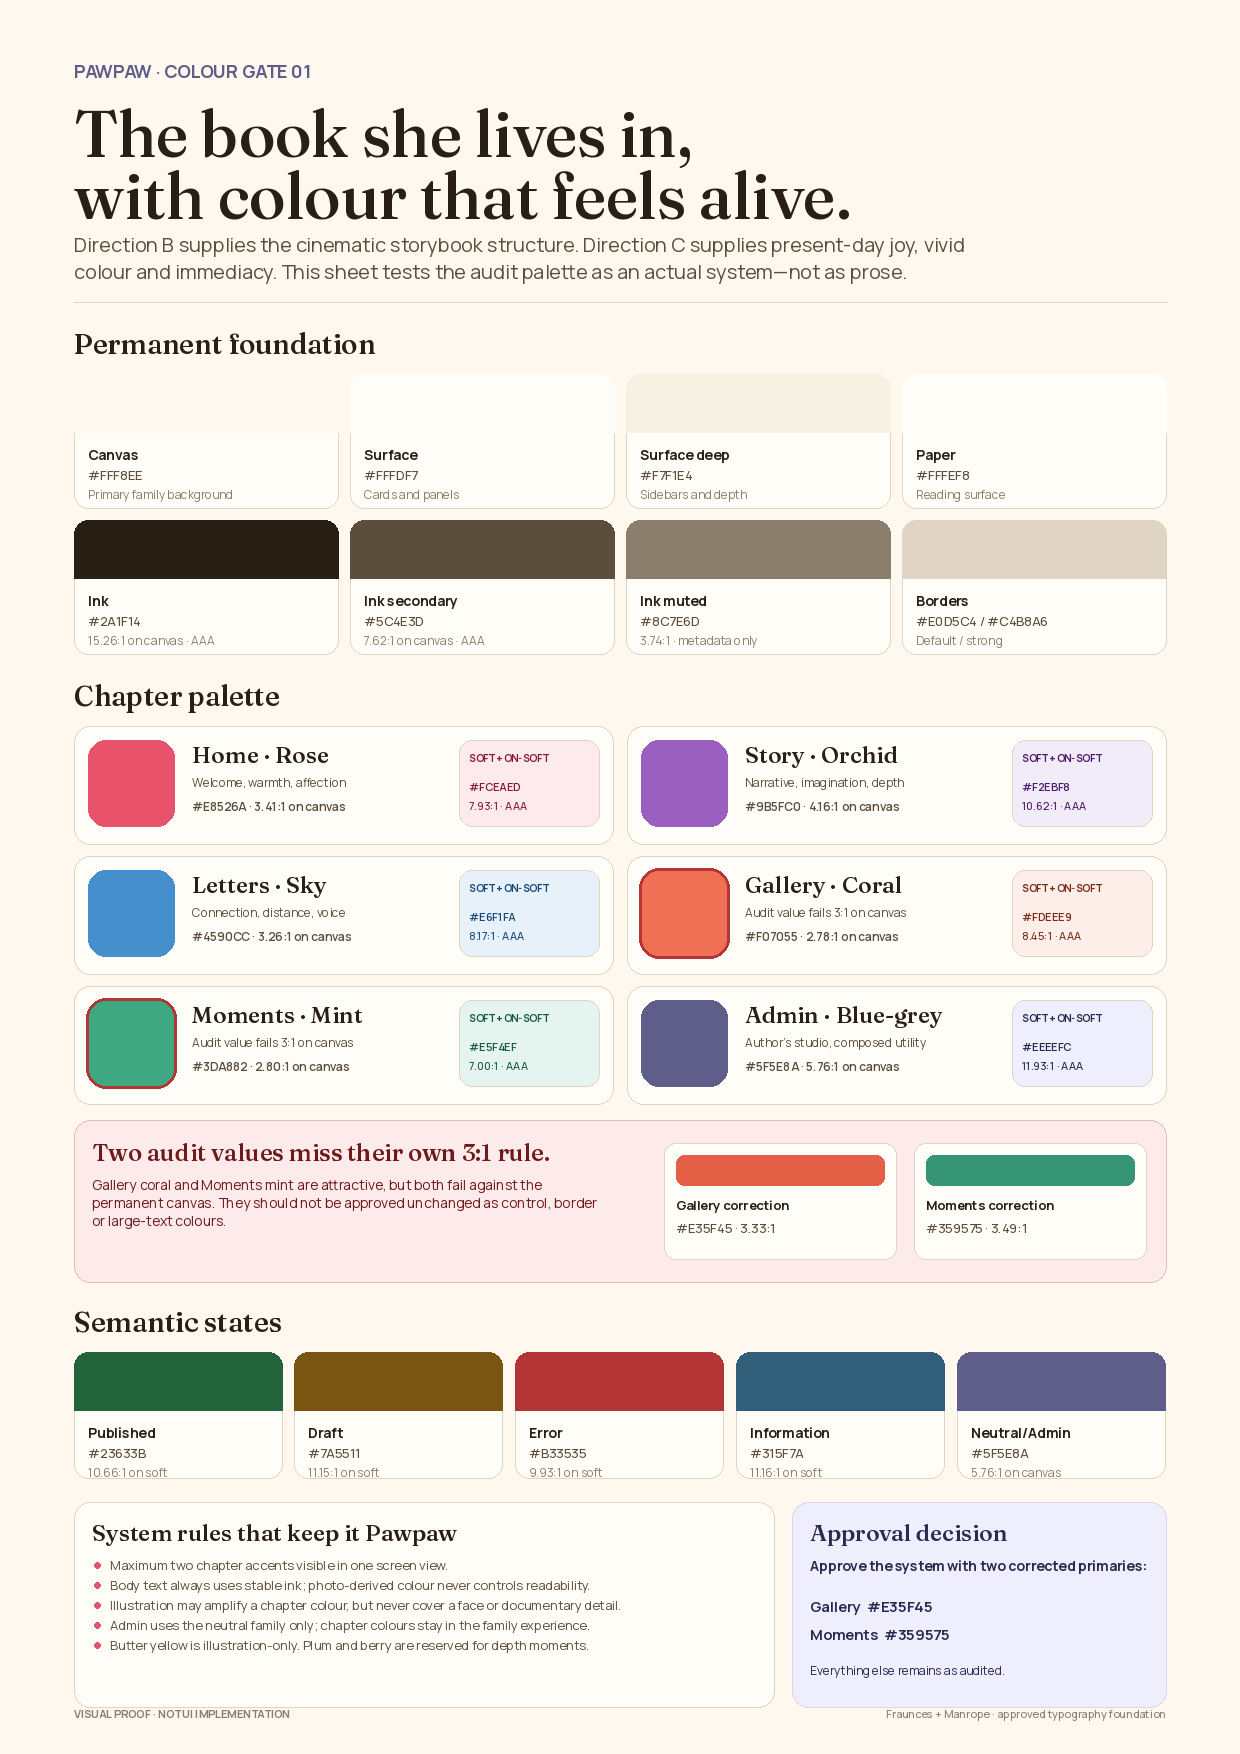 PAWPAW · COLOUR GATE 01
The book she lives in,
with colour that feels alive.
Direction B supplies the cinematic storybook structure. Direction C supplies present-day joy, vivid
colour and immediacy. This sheet tests the audit palette as an actual system—not as prose.
Permanent foundation
Canvas
#FFF8EE
Primary family background
Surface
#FFFDF7
Cards and panels
Surface deep
#F7F1E4
Sidebars and depth
Paper
#FFFEF8
Reading surface
Ink
#2A1F14
15.26:1 on canvas · AAA
Ink secondary
#5C4E3D
7.62:1 on canvas · AAA
Ink muted
#8C7E6D
3.74:1 · metadata only
Borders
#E0D5C4 / #C4B8A6
Default / strong
Chapter palette
Home · Rose
Welcome, warmth, affection
#E8526A · 3.41:1 on canvas
SOFT + ON-SOFT
#FCEAED
7.93:1 · AAA
Story · Orchid
Narrative, imagination, depth
#9B5FC0 · 4.16:1 on canvas
SOFT + ON-SOFT
#F2EBF8
10.62:1 · AAA
Letters · Sky
Connection, distance, voice
#4590CC · 3.26:1 on canvas
SOFT + ON-SOFT
#E6F1FA
8.17:1 · AAA
Gallery · Coral
Audit value fails 3:1 on canvas
#F07055 · 2.78:1 on canvas
SOFT + ON-SOFT
#FDEEE9
8.45:1 · AAA
Moments · Mint
Audit value fails 3:1 on canvas
#3DA882 · 2.80:1 on canvas
SOFT + ON-SOFT
#E5F4EF
7.00:1 · AAA
Admin · Blue-grey
Author's studio, composed utility
#5F5E8A · 5.76:1 on canvas
SOFT + ON-SOFT
#EEEEFC
11.93:1 · AAA
Two audit values miss their own 3:1 rule.
Gallery coral and Moments mint are attractive, but both fail against the
permanent canvas. They should not be approved unchanged as control, border
or large-text colours.
Gallery correction
#E35F45 · 3.33:1
Moments correction
#359575 · 3.49:1
Semantic states
Published
#23633B
10.66:1 on soft
Draft
#7A5511
11.15:1 on soft
Error
#B33535
9.93:1 on soft
Information
#315F7A
11.16:1 on soft
Neutral/Admin
#5F5E8A
5.76:1 on canvas
System rules that keep it Pawpaw
Maximum two chapter accents visible in one screen view.
Body text always uses stable ink; photo-derived colour never controls readability.
Illustration may amplify a chapter colour, but never cover a face or documentary detail.
Admin uses the neutral family only; chapter colours stay in the family experience.
Butter yellow is illustration-only. Plum and berry are reserved for depth moments.
Approval decision
Approve the system with two corrected primaries:
Gallery #E35F45
Moments #359575
Everything else remains as audited.
VISUAL PROOF · NOT UI IMPLEMENTATION
Fraunces + Manrope · approved typography foundation